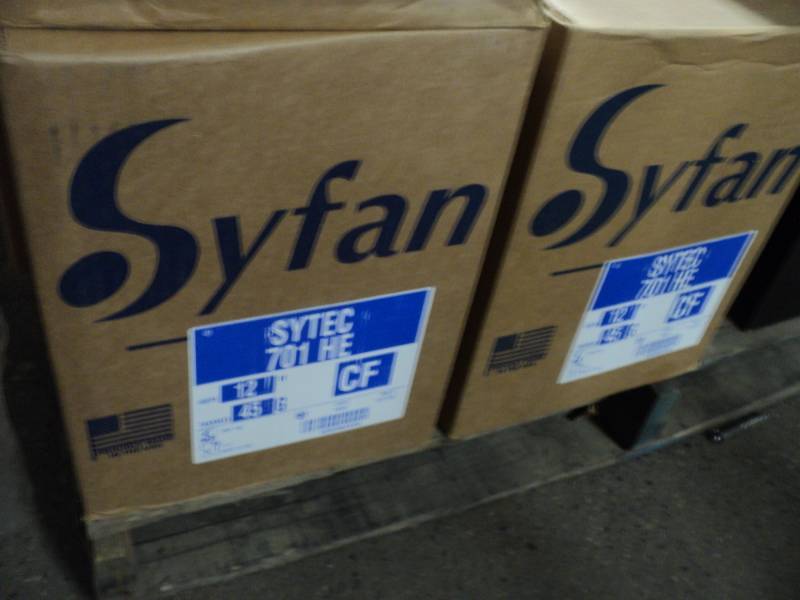 Syfan
SYTEC
701 HE
12"
CF
45 G
Syfan
SYTEC
701 HE
12"
CF
45 G